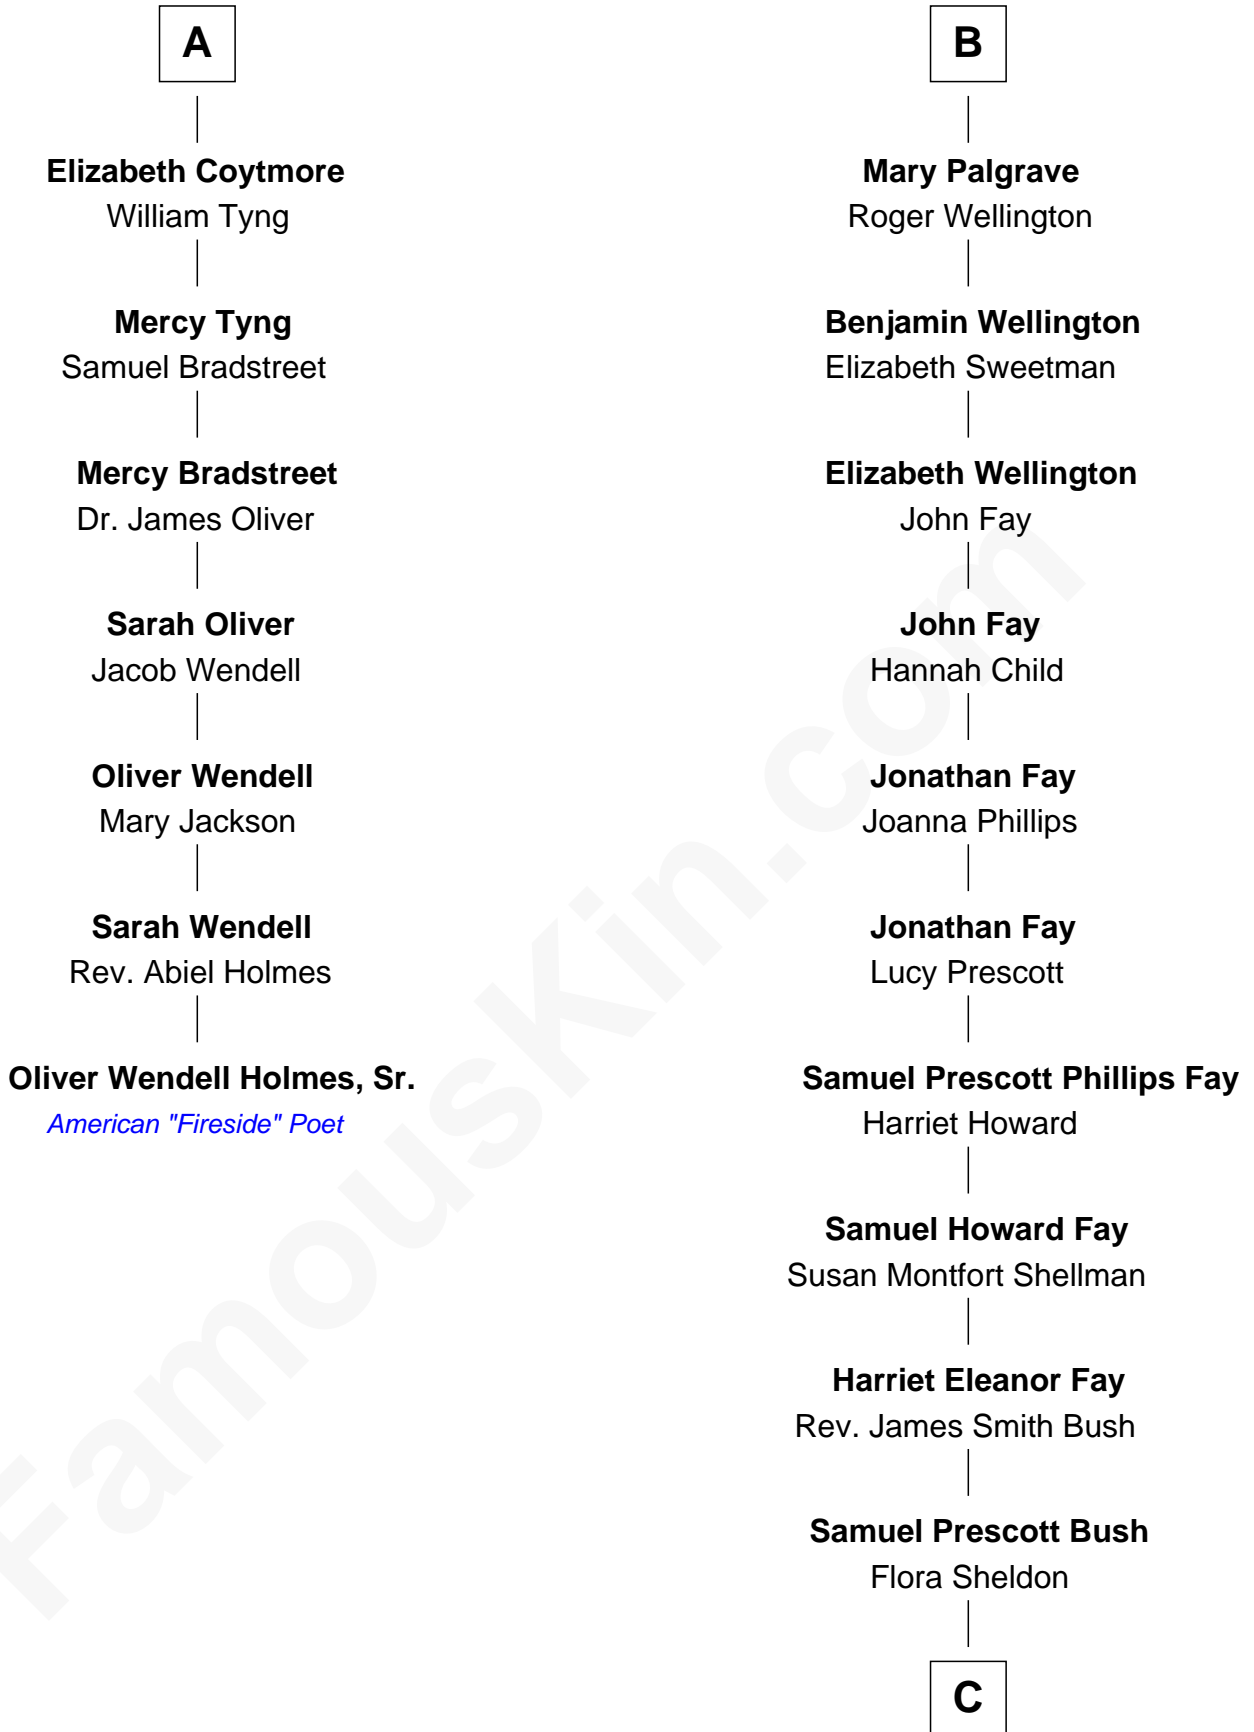 A
Elizabeth Coytmore
William Tyng
Mercy Tyng
Samuel Bradstreet
Mercy Bradstreet
Dr. James Oliver
Sarah Oliver
Jacob Wendell
Oliver Wendell
Mary Jackson
Sarah Wendell
Rev. Abiel Holmes
Oliver Wendell Holmes, Sr.
American "Fireside" Poet
B
Mary Palgrave
Roger Wellington
Benjamin Wellington
Elizabeth Sweetman
Elizabeth Wellington
John Fay
John Fay
Hannah Child
Jonathan Fay
Joanna Phillips
Jonathan Fay
Lucy Prescott
Samuel Prescott Phillips Fay
Harriet Howard
Samuel Howard Fay
Susan Montfort Shellman
Harriet Eleanor Fay
Rev. James Smith Bush
Samuel Prescott Bush
Flora Sheldon
C
FamousKin.com